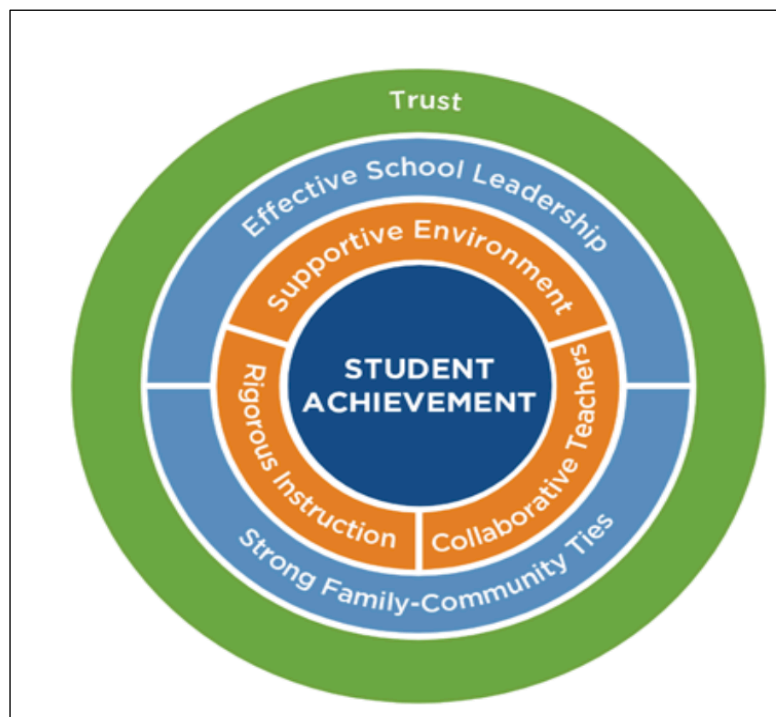 Trust
Effective School Leadership
Supportive Environment
STUDENT
ACHIEVEMENT
Rigorous Instruction
Collaborative Teachers
Strong Family-Community Ties